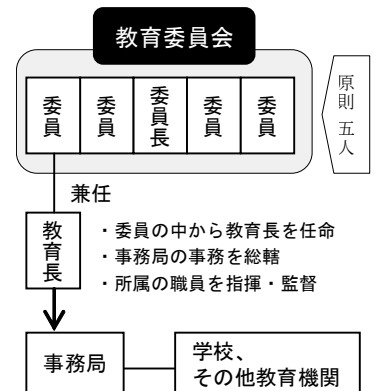 教育委員会
委員
委員
委員長
委員
委員
原則 五人
兼任
教育長
・委員の中から教育長を任命
・事務局の事務を総轄
・所属の職員を指揮・監督
事務局
学校、
その他教育機関